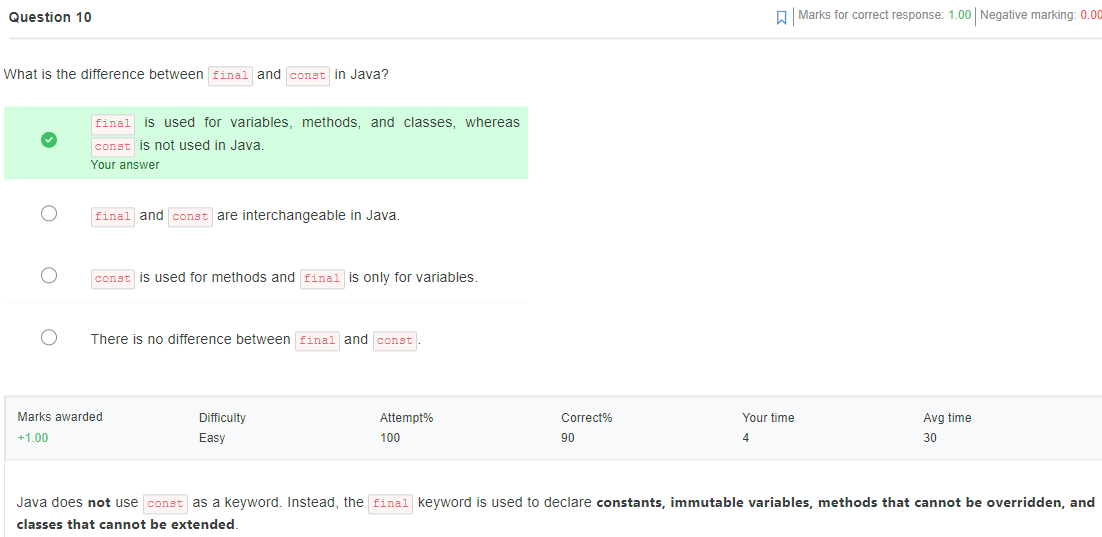 Question 10
Marks for correct response: 1.00 Negative marking: 0.00
What is the difference between final and const in Java?
final is used for variables, methods, and classes, whereas
const is not used in Java.
Your answer
final and const are interchangeable in Java.
const is used for methods and final is only for variables.
There is no difference between final and const.
Marks awarded Difficulty Attempt% Correct% Your time Avg time
+1.00 Easy 100 90 4 30
Java does not use const as a keyword. Instead, the final keyword is used to declare constants, immutable variables, methods that cannot be overridden, and
classes that cannot be extended.